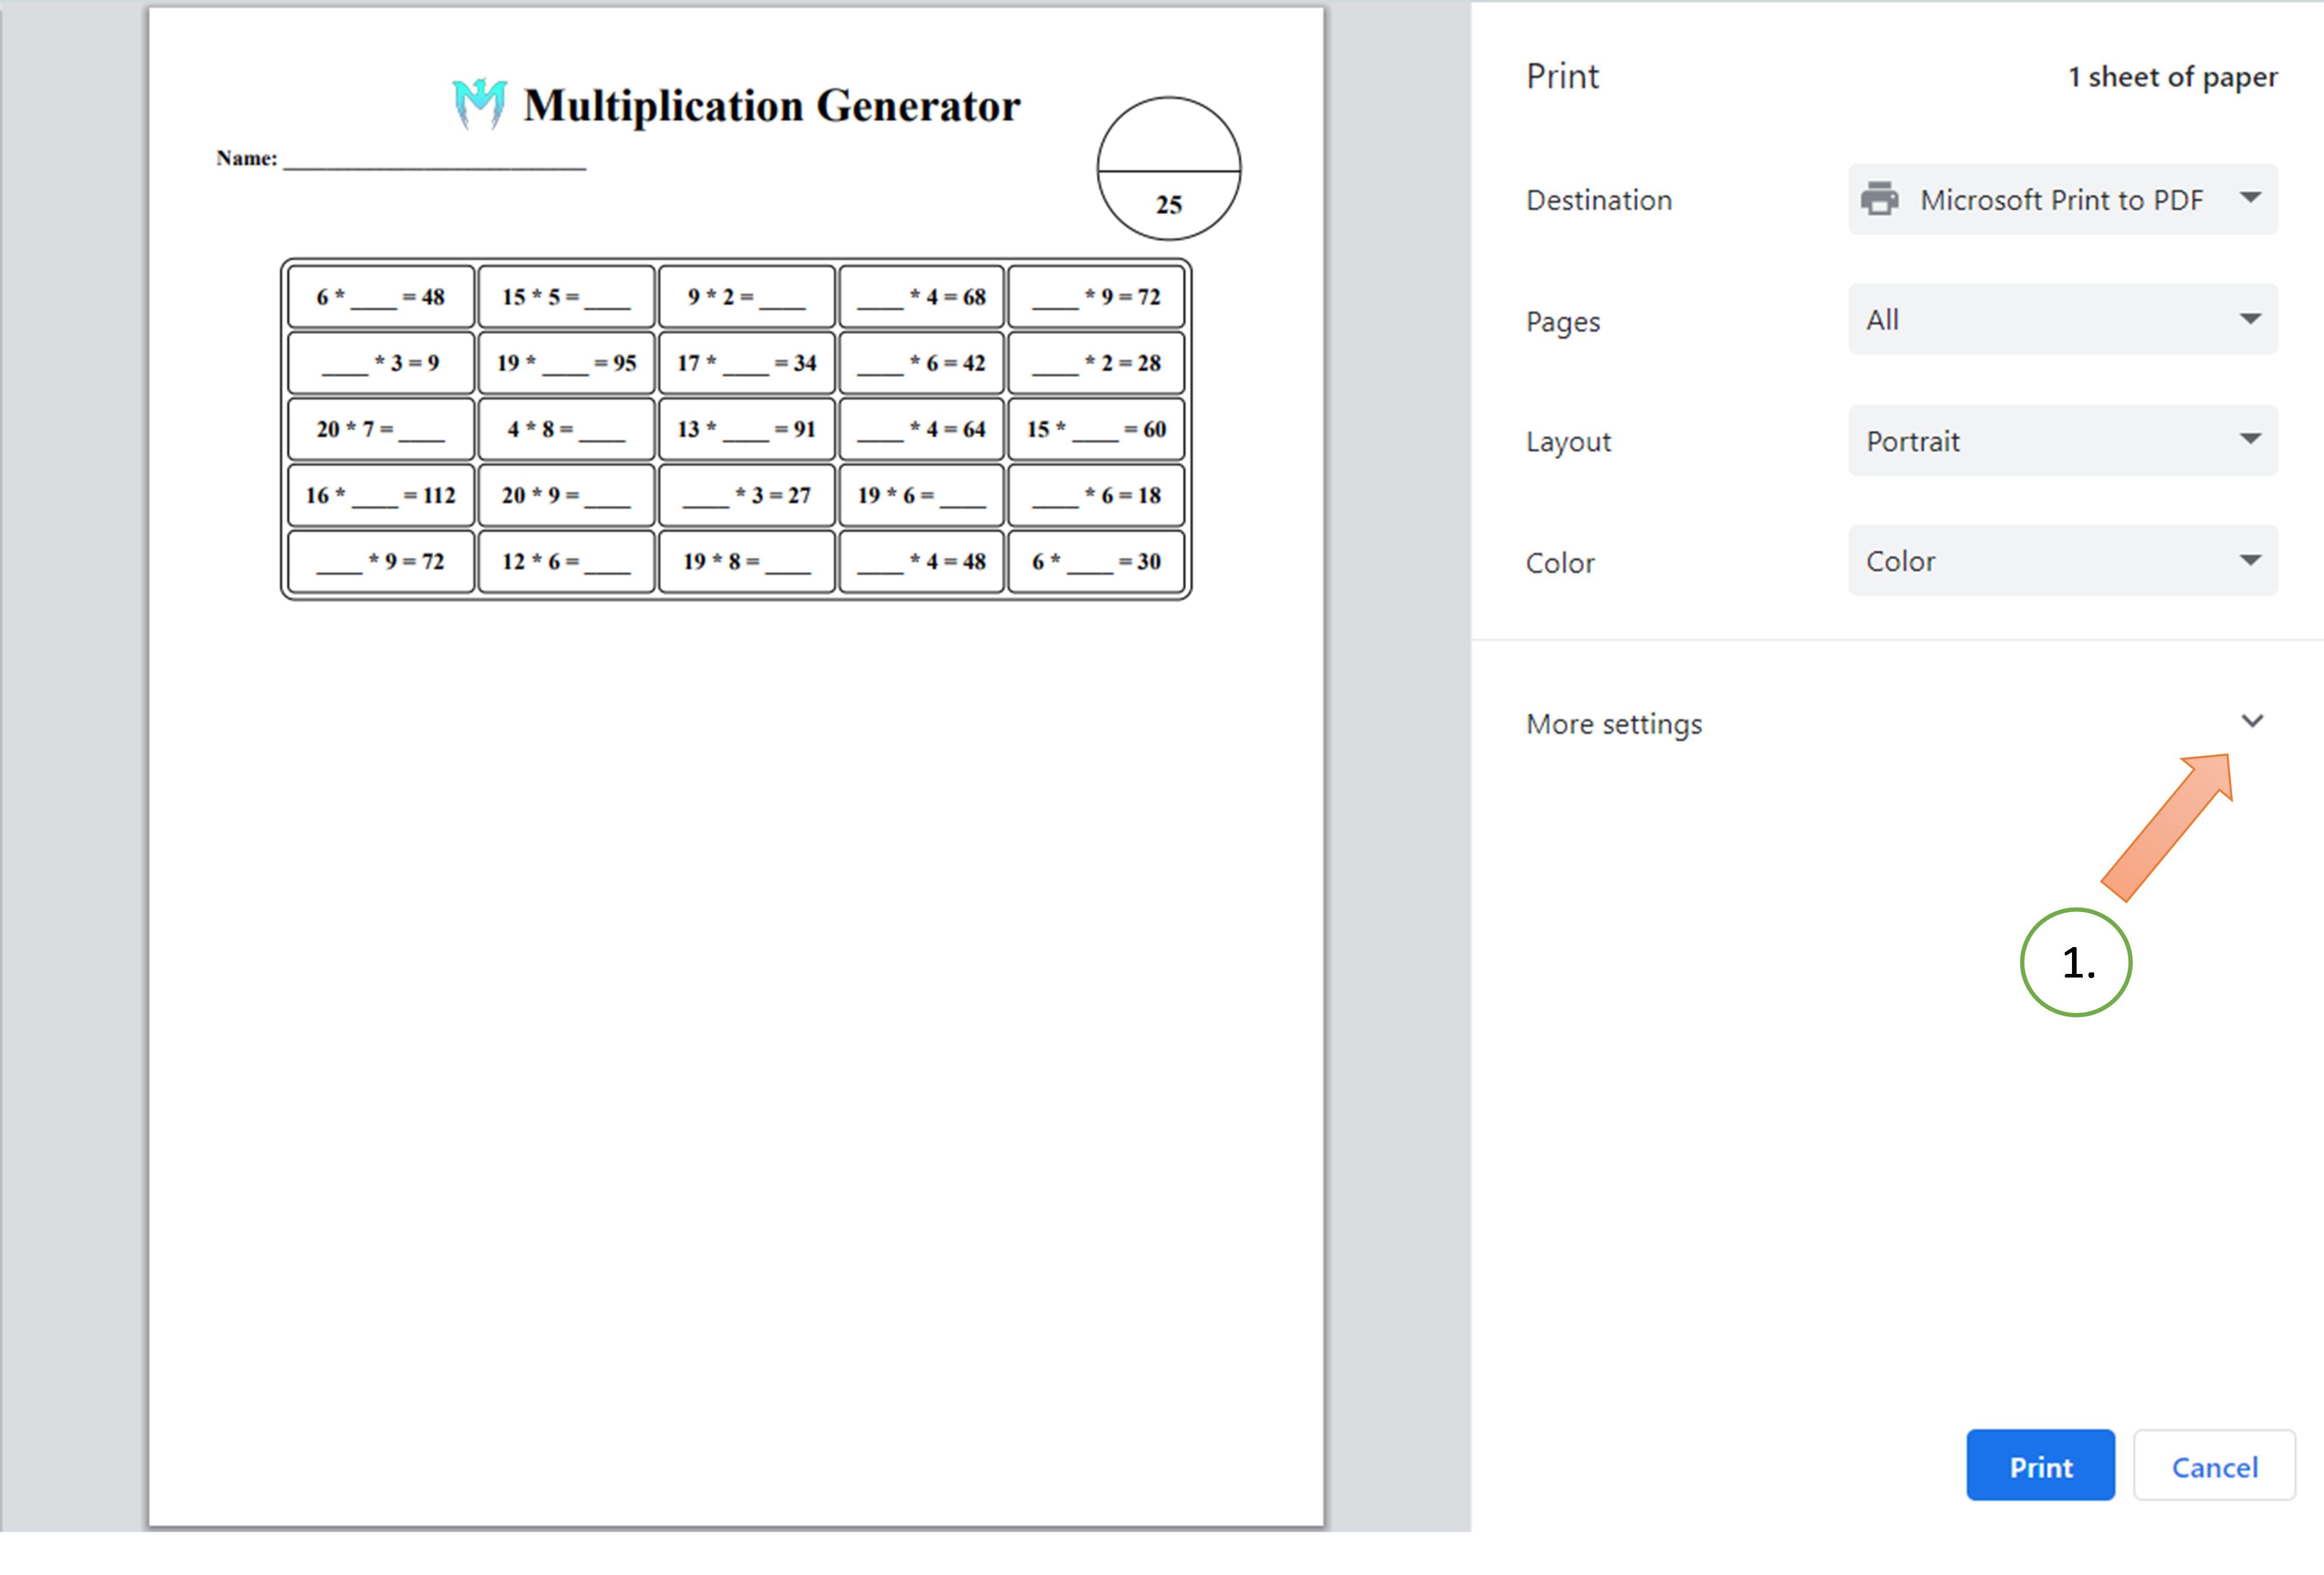 Multiplication Generator
Name: ____________________
25
6 * ____ = 48 15 * 5 = ____ 9 * 2 = ____ ____ * 4 = 68 ____ * 9 = 72
____ * 3 = 9 19 * ____ = 95 17 * ____ = 34 ____ * 6 = 42 ____ * 2 = 28
20 * 7 = ____ 4 * 8 = ____ 13 * ____ = 91 ____ * 4 = 64 15 * ____ = 60
16 * ____ = 112 20 * 9 = ____ ____ * 3 = 27 19 * 6 = ____ ____ * 6 = 18
____ * 9 = 72 12 * 6 = ____ 19 * 8 = ____ ____ * 4 = 48 6 * ____ = 30
Print 1 sheet of paper
Destination Microsoft Print to PDF
Pages All
Layout Portrait
Color Color
More settings
1.
Print Cancel